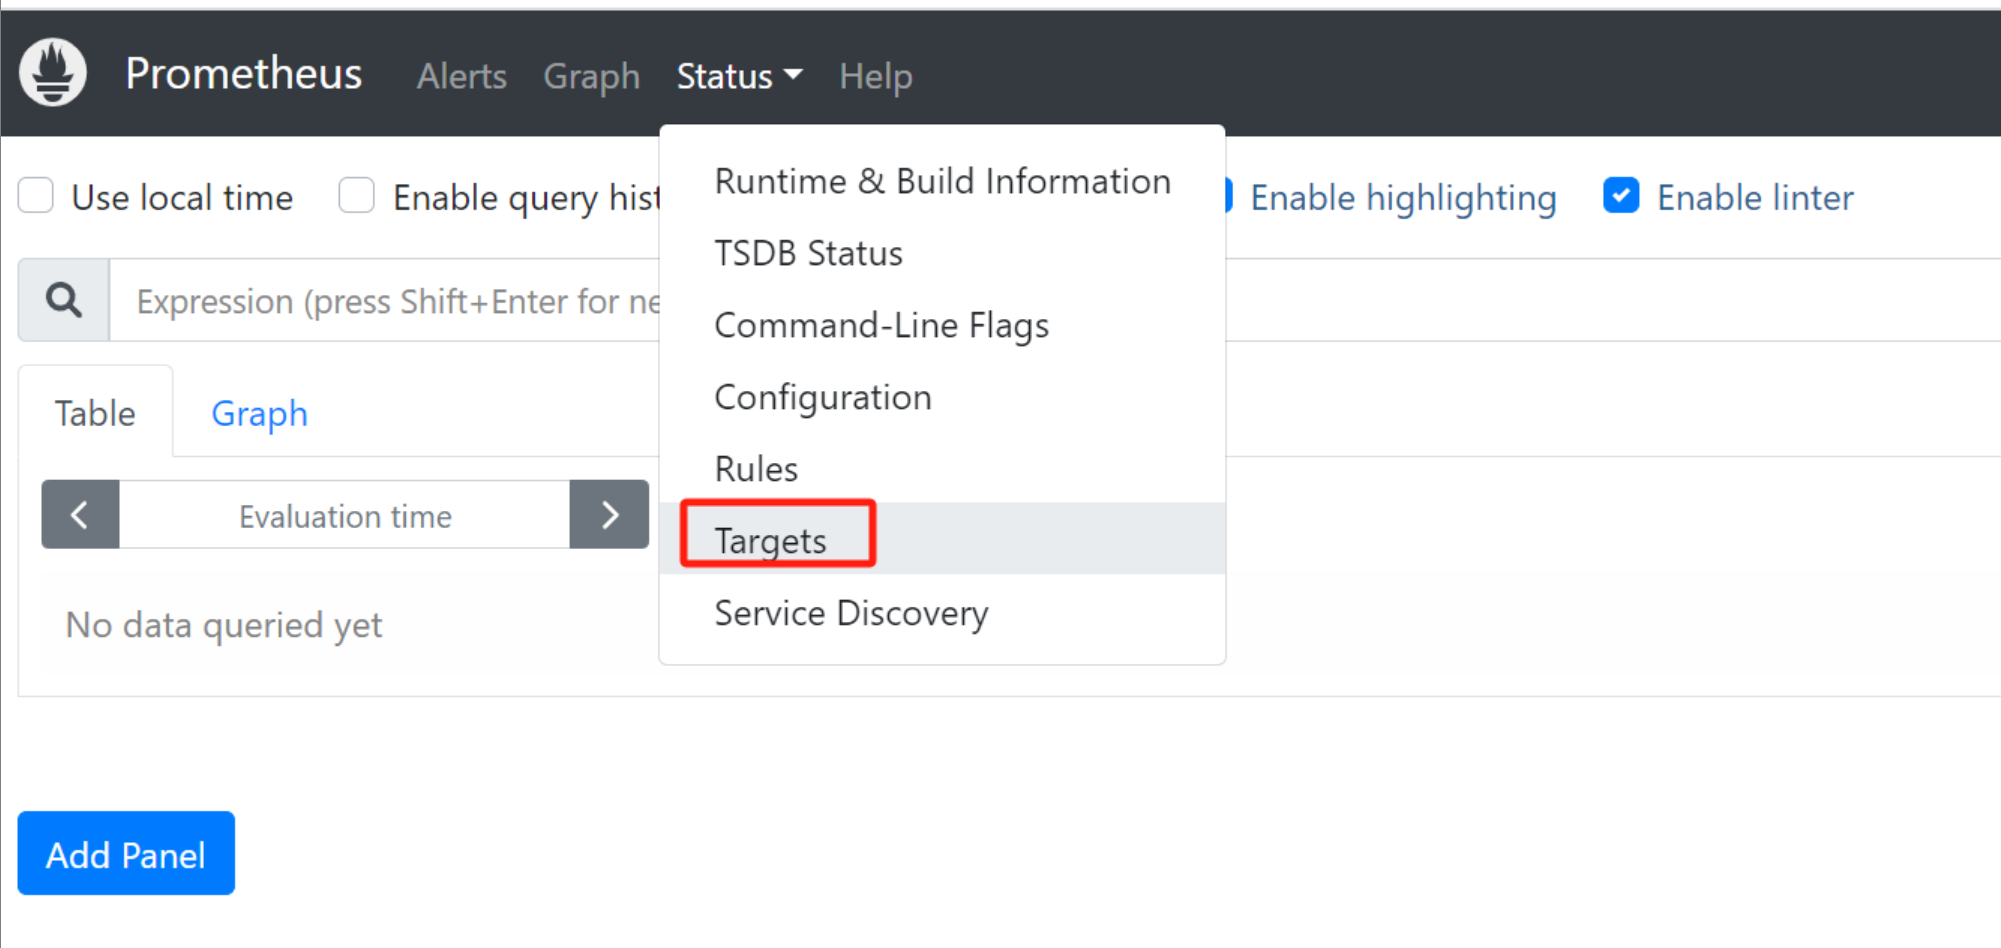 Prometheus Alerts Graph Status Help
Use local time Enable query hist Enable highlighting Enable linter
Expression (press Shift+Enter for ne
Table Graph
Evaluation time
No data queried yet
Add Panel
Runtime & Build Information
TSDB Status
Command-Line Flags
Configuration
Rules
Targets
Service Discovery